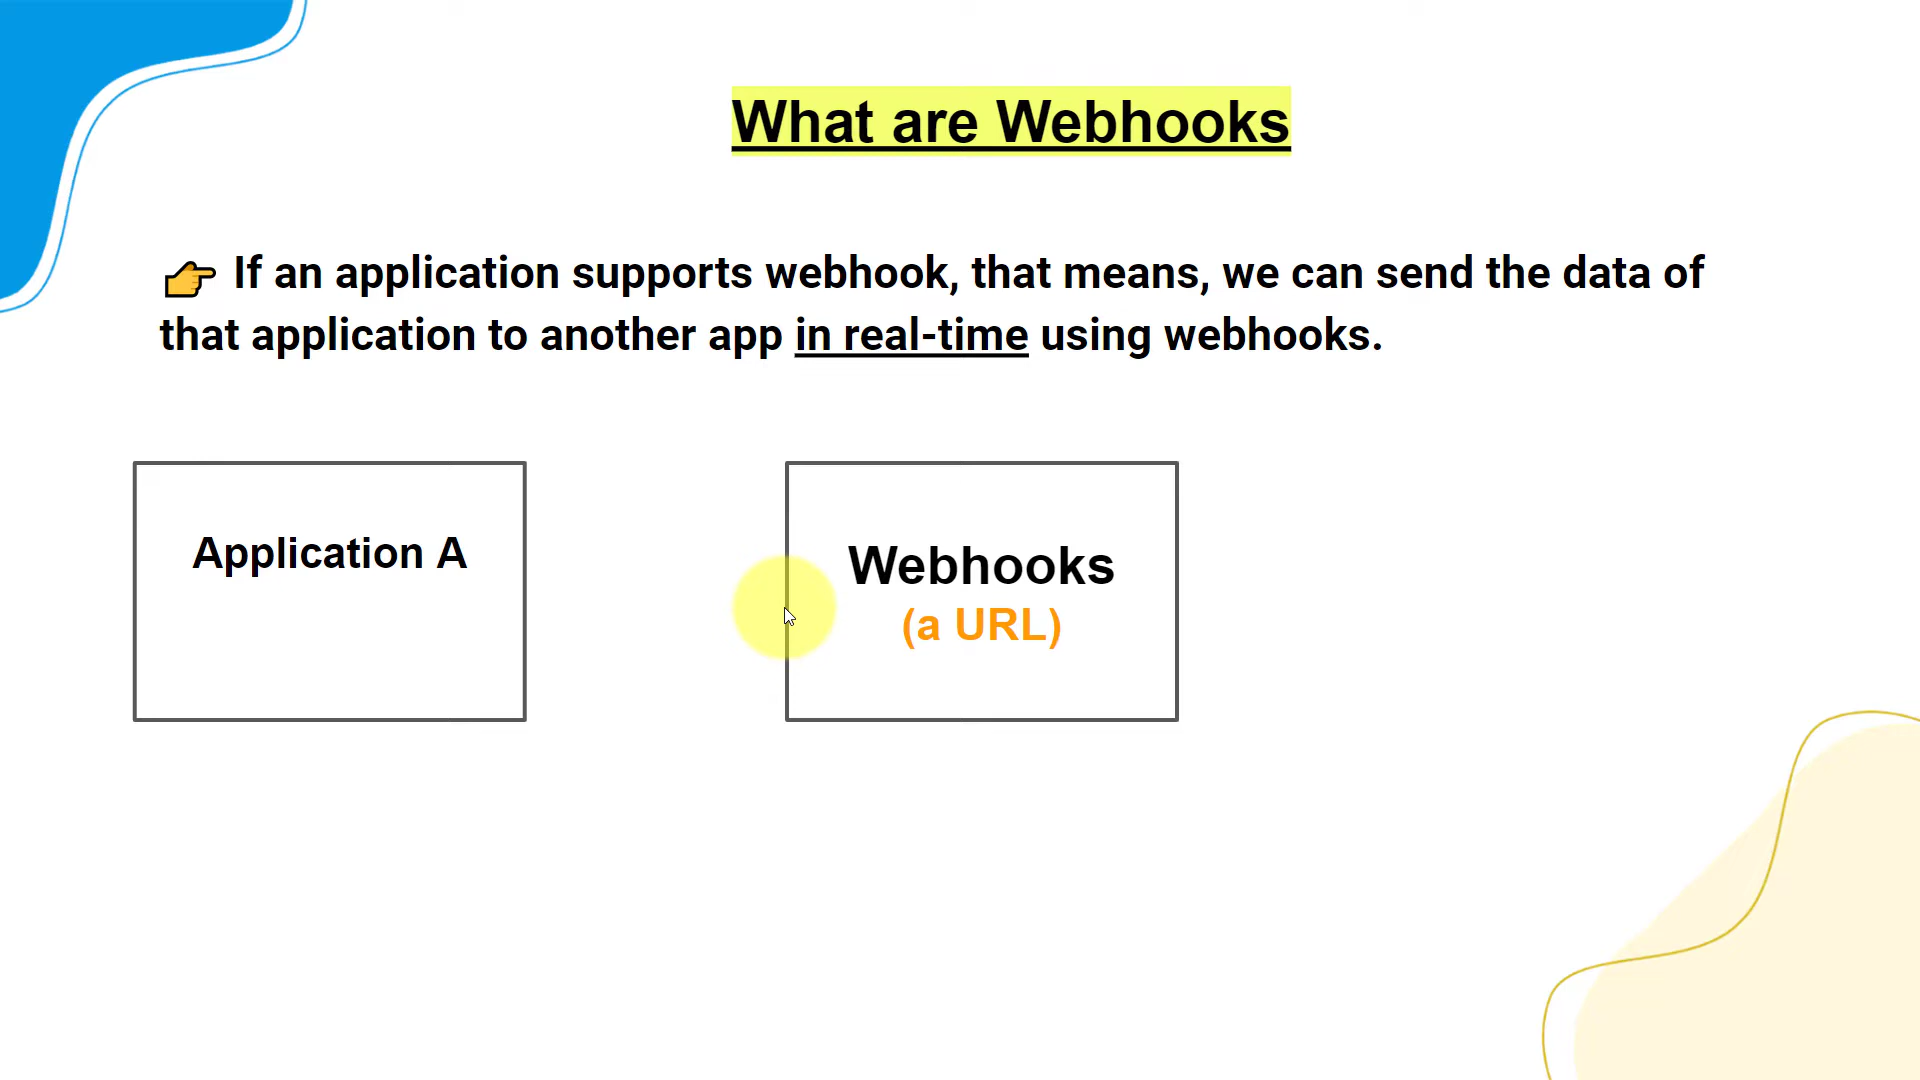 What are Webhooks
👉 If an application supports webhook, that means, we can send the data of
that application to another app in real-time using webhooks.
Application A
Webhooks
(a URL)